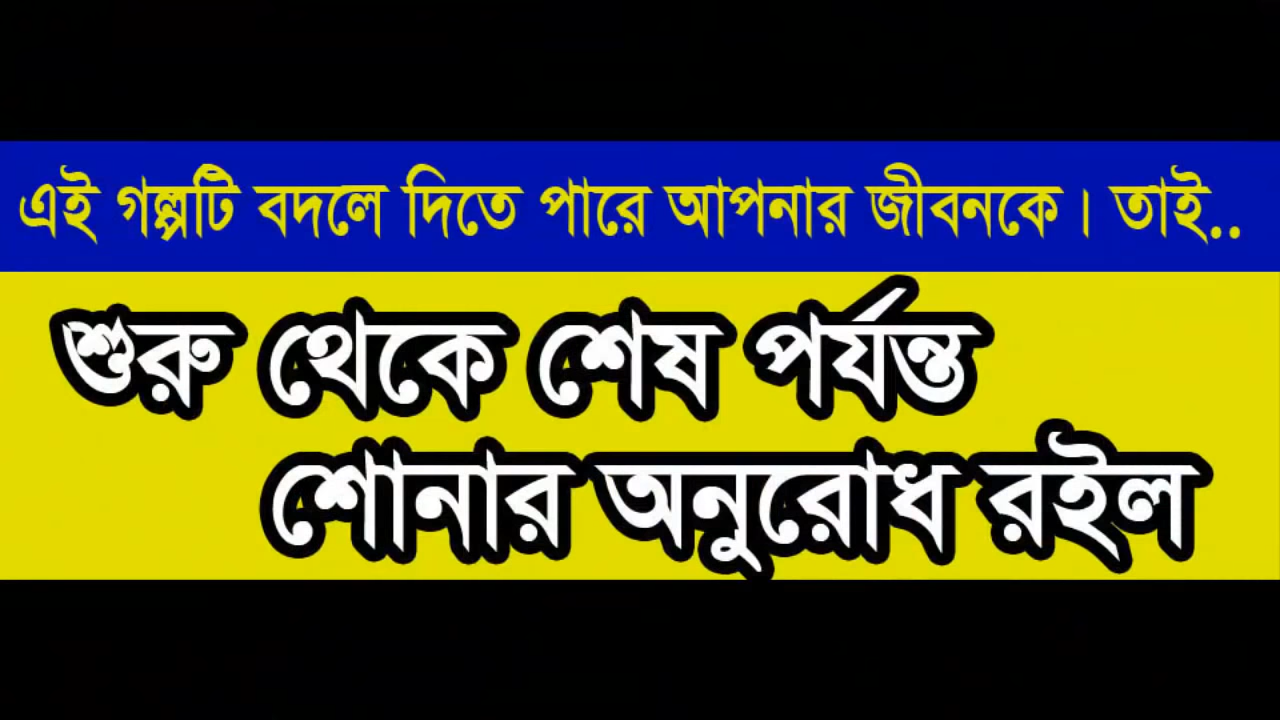 এই গল্পটি বদলে দিতে পারে আপনার জীবনকে। তাই..
শুরু থেকে শেষ পর্যন্ত
শোনার অনুরোধ রইল